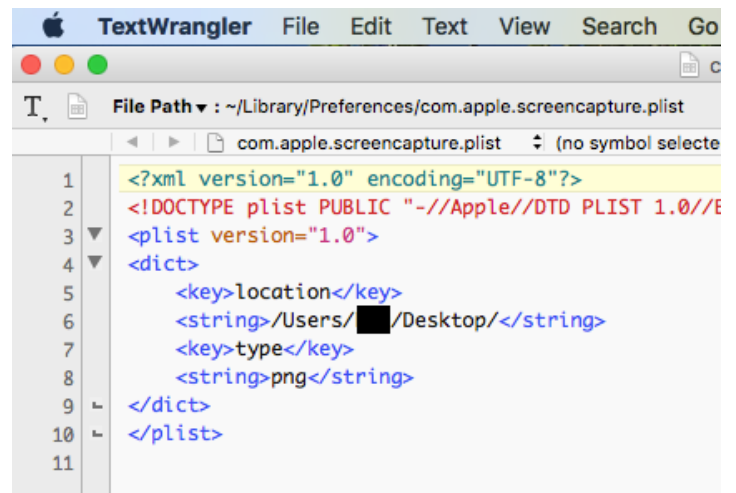 TextWrangler File Edit Text View Search Go
c
T. File Path ▾ : ~/Library/Preferences/com.apple.screencapture.plist
com.apple.screencapture.plist (no symbol selecte
1 <?xml version="1.0" encoding="UTF-8"?>
2 <!DOCTYPE plist PUBLIC "-//Apple//DTD PLIST 1.0//E
3 <plist version="1.0">
4 <dict>
5 <key>location</key>
6 <string>/Users/ /Desktop/</string>
7 <key>type</key>
8 <string>png</string>
9 </dict>
10 </plist>
11